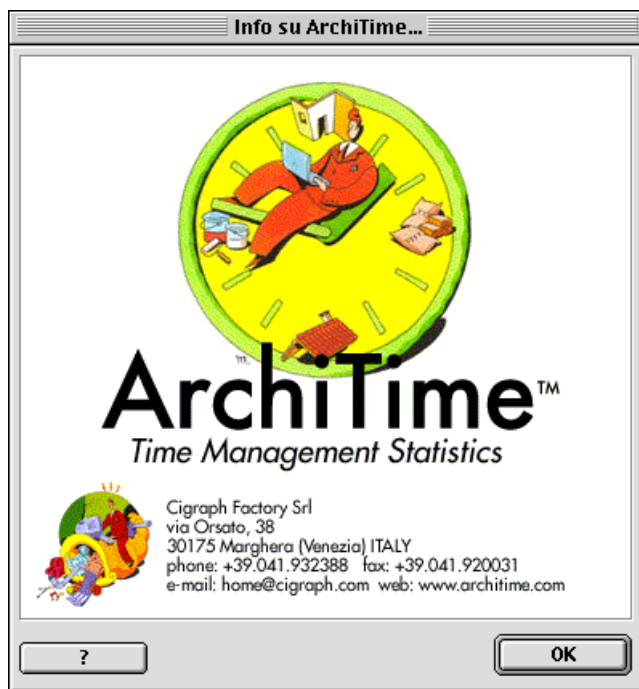 Info su ArchiTime...
ArchiTime™
Time Management Statistics
Cigraph Factory Srl
via Orsato, 38
30175 Marghera (Venezia) ITALY
phone: +39.041.932388 fax: +39.041.920031
e-mail: home@cigraph.com web: www.architime.com
? OK